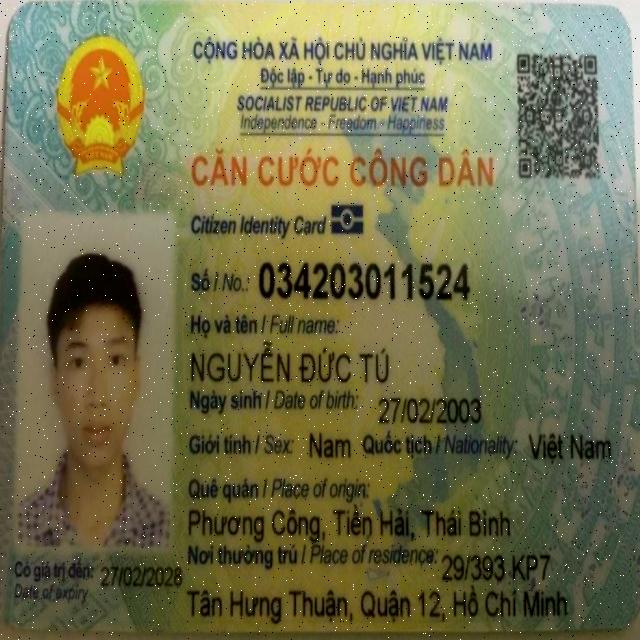 CỘNG HÒA XÃ HỘI CHỦ NGHĨA VIỆT NAM
Độc lập - Tự do - Hạnh phúc
SOCIALIST REPUBLIC OF VIET NAM
Independence - Freedom - Happiness
CĂN CƯỚC CÔNG DÂN
Citizen Identity Card
Số / No.: 034203011524
Họ và tên / Full name:
NGUYỄN ĐỨC TÚ
Ngày sinh / Date of birth: 27/02/2003
Giới tính / Sex: Nam Quốc tịch / Nationality: Việt Nam
Quê quán / Place of origin:
Phương Công, Tiền Hải, Thái Bình
Nơi thường trú / Place of residence: 29/393 KP7
Tân Hưng Thuận, Quận 12, Hồ Chí Minh
Có giá trị đến: 27/02/2028
Date of expiry